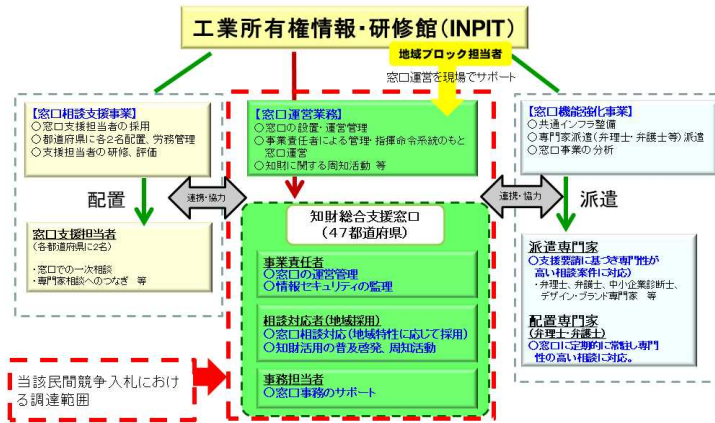 工業所有権情報・研修館(INPIT)
地域ブロック担当者
窓口運営を現場でサポート
【窓口相談支援事業】
○窓口支援担当者の採用
○都道府県に各2名配置、労務管理
○支援担当者の研修、評価
【窓口運営業務】
○窓口の設置・運営管理
○事業責任者による管理・指揮命令系統のもと
窓口運営
○知財に関する周知活動 等
【窓口機能強化事業】
○共通インフラ整備
○専門家派遣(弁理士・弁護士等)派遣
○窓口事業の分析
配置
連携・協力
連携・協力
派遣
窓口支援担当者
(各都道府県に2名)
・窓口での一次相談
・専門家相談へのつなぎ 等
知財総合支援窓口
(47都道府県)
事業責任者
○窓口の運営管理
○情報セキュリティの監理
相談対応者(地域採用)
○窓口相談対応(地域特性に応じて採用)
○知財活用の普及啓発、周知活動
事務担当者
○窓口事務のサポート
派遣専門家
○支援要請に基づき専門性が
高い相談案件に対応)
・弁理士、弁護士、中小企業診断士、
デザイン・ブランド専門家 等
配置専門家
(弁理士・弁護士)
○窓口に定期的に常駐し専門
性の高い相談に対応。
当該民間競争入札におけ
る調達範囲